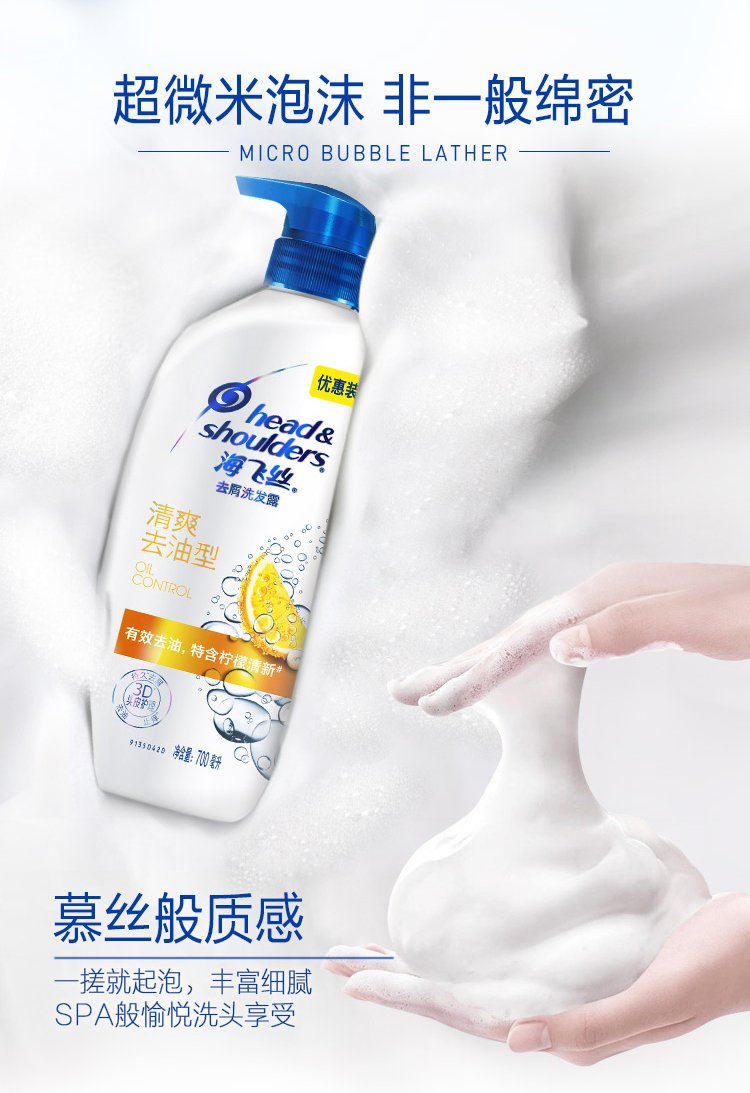 超微米泡沫 非一般绵密
MICRO BUBBLE LATHER
优惠装
head&
shoulders®
海飞丝®
去屑洗发露
清爽
去油型
OIL
CONTROL
有效去油,特含柠檬清新#
3D
头皮护理
91350420
净含量:700毫升
慕丝般质感
一搓就起泡，丰富细腻
SPA般愉悦洗头享受